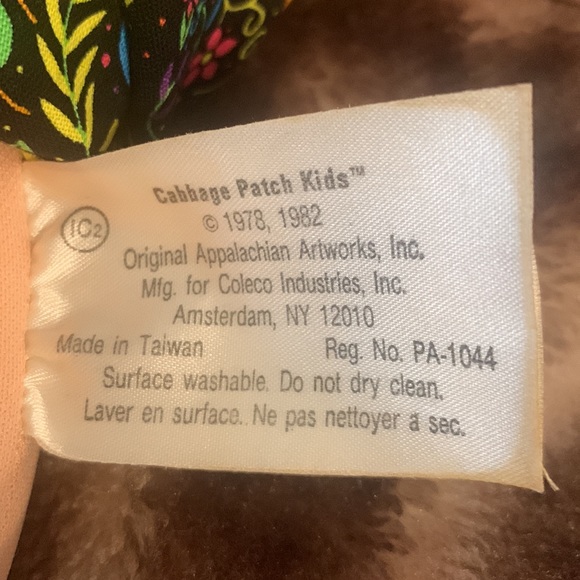 Cabbage Patch Kids™
© 1978, 1982
IC2
Original Appalachian Artworks, Inc.
Mfg. for Coleco Industries, Inc.
Amsterdam, NY 12010
Made in Taiwan Reg. No. PA-1044
Surface washable. Do not dry clean.
Laver en surface. Ne pas nettoyer a sec.